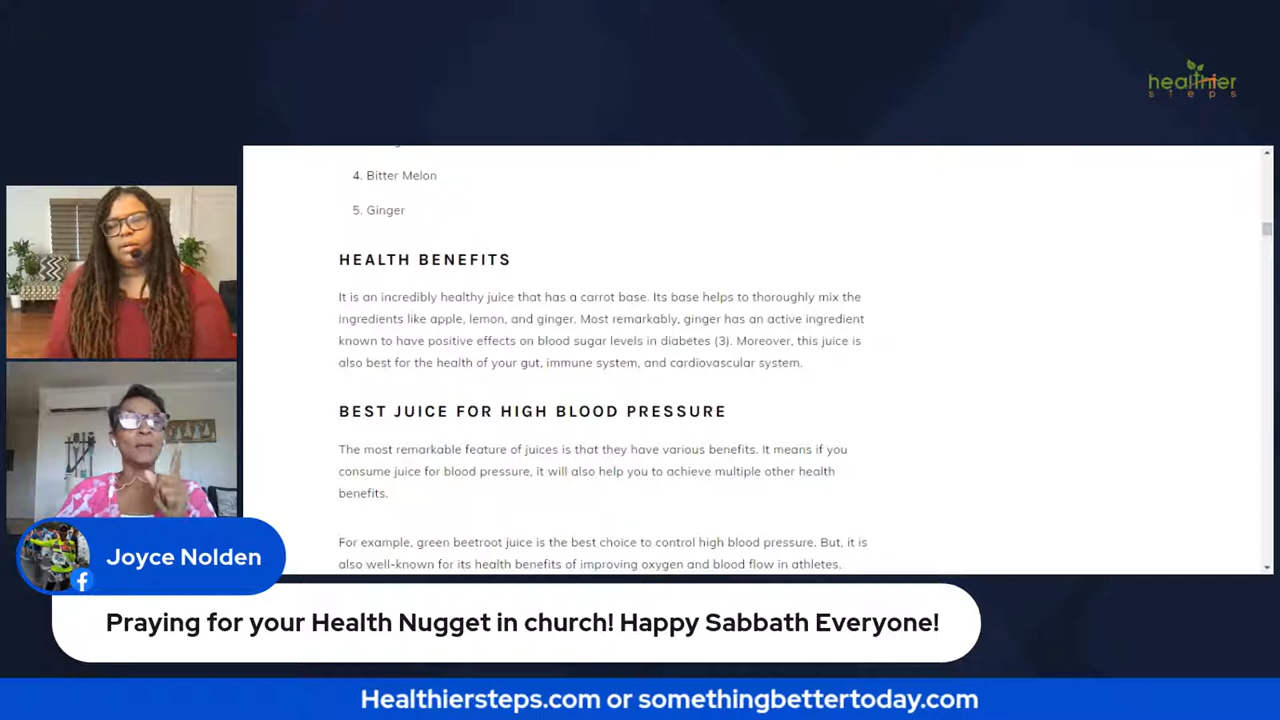 healthier
steps
4. Bitter Melon
5. Ginger
HEALTH BENEFITS
It is an incredibly healthy juice that has a carrot base. Its base helps to thoroughly mix the
ingredients like apple, lemon, and ginger. Most remarkably, ginger has an active ingredient
known to have positive effects on blood sugar levels in diabetes (3). Moreover, this juice is
also best for the health of your gut, immune system, and cardiovascular system.
BEST JUICE FOR HIGH BLOOD PRESSURE
The most remarkable feature of juices is that they have various benefits. It means if you
consume juice for blood pressure, it will also help you to achieve multiple other health
benefits.
For example, green beetroot juice is the best choice to control high blood pressure. But, it is
also well-known for its health benefits of improving oxygen and blood flow in athletes.
Joyce Nolden
Praying for your Health Nugget in church! Happy Sabbath Everyone!
Healthiersteps.com or somethingbettertoday.com